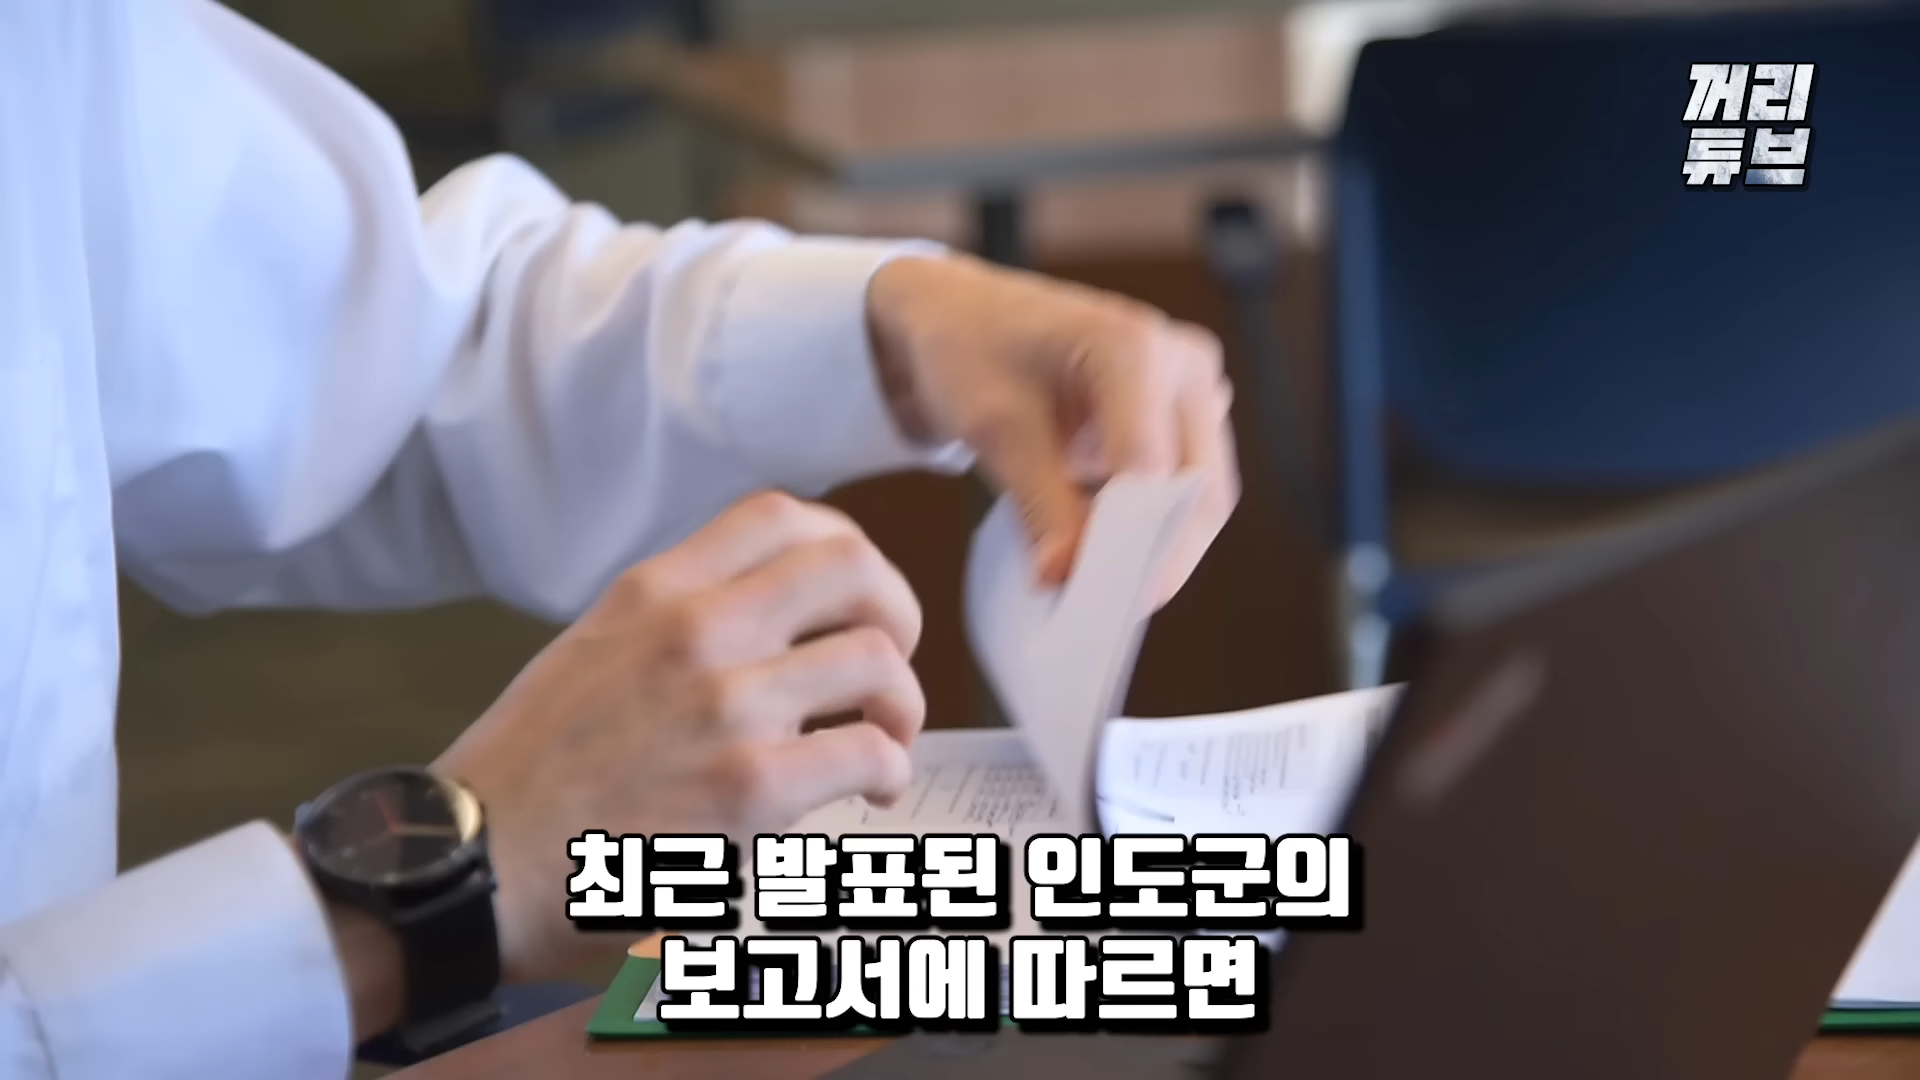 꺼리
튜브
최근 발표된 인도군의
보고서에 따르면